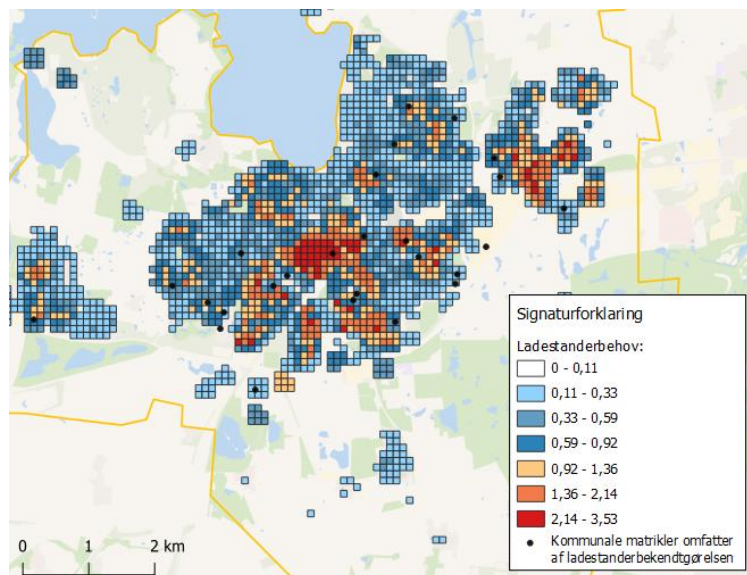 Signaturforklaring
Ladestanderbehov:
0 - 0,11
0,11 - 0,33
0,33 - 0,59
0,59 - 0,92
0,92 - 1,36
1,36 - 2,14
2,14 - 3,53
Kommunale matrikler omfatter
af ladestanderbekendtgørelsen
0 1 2 km